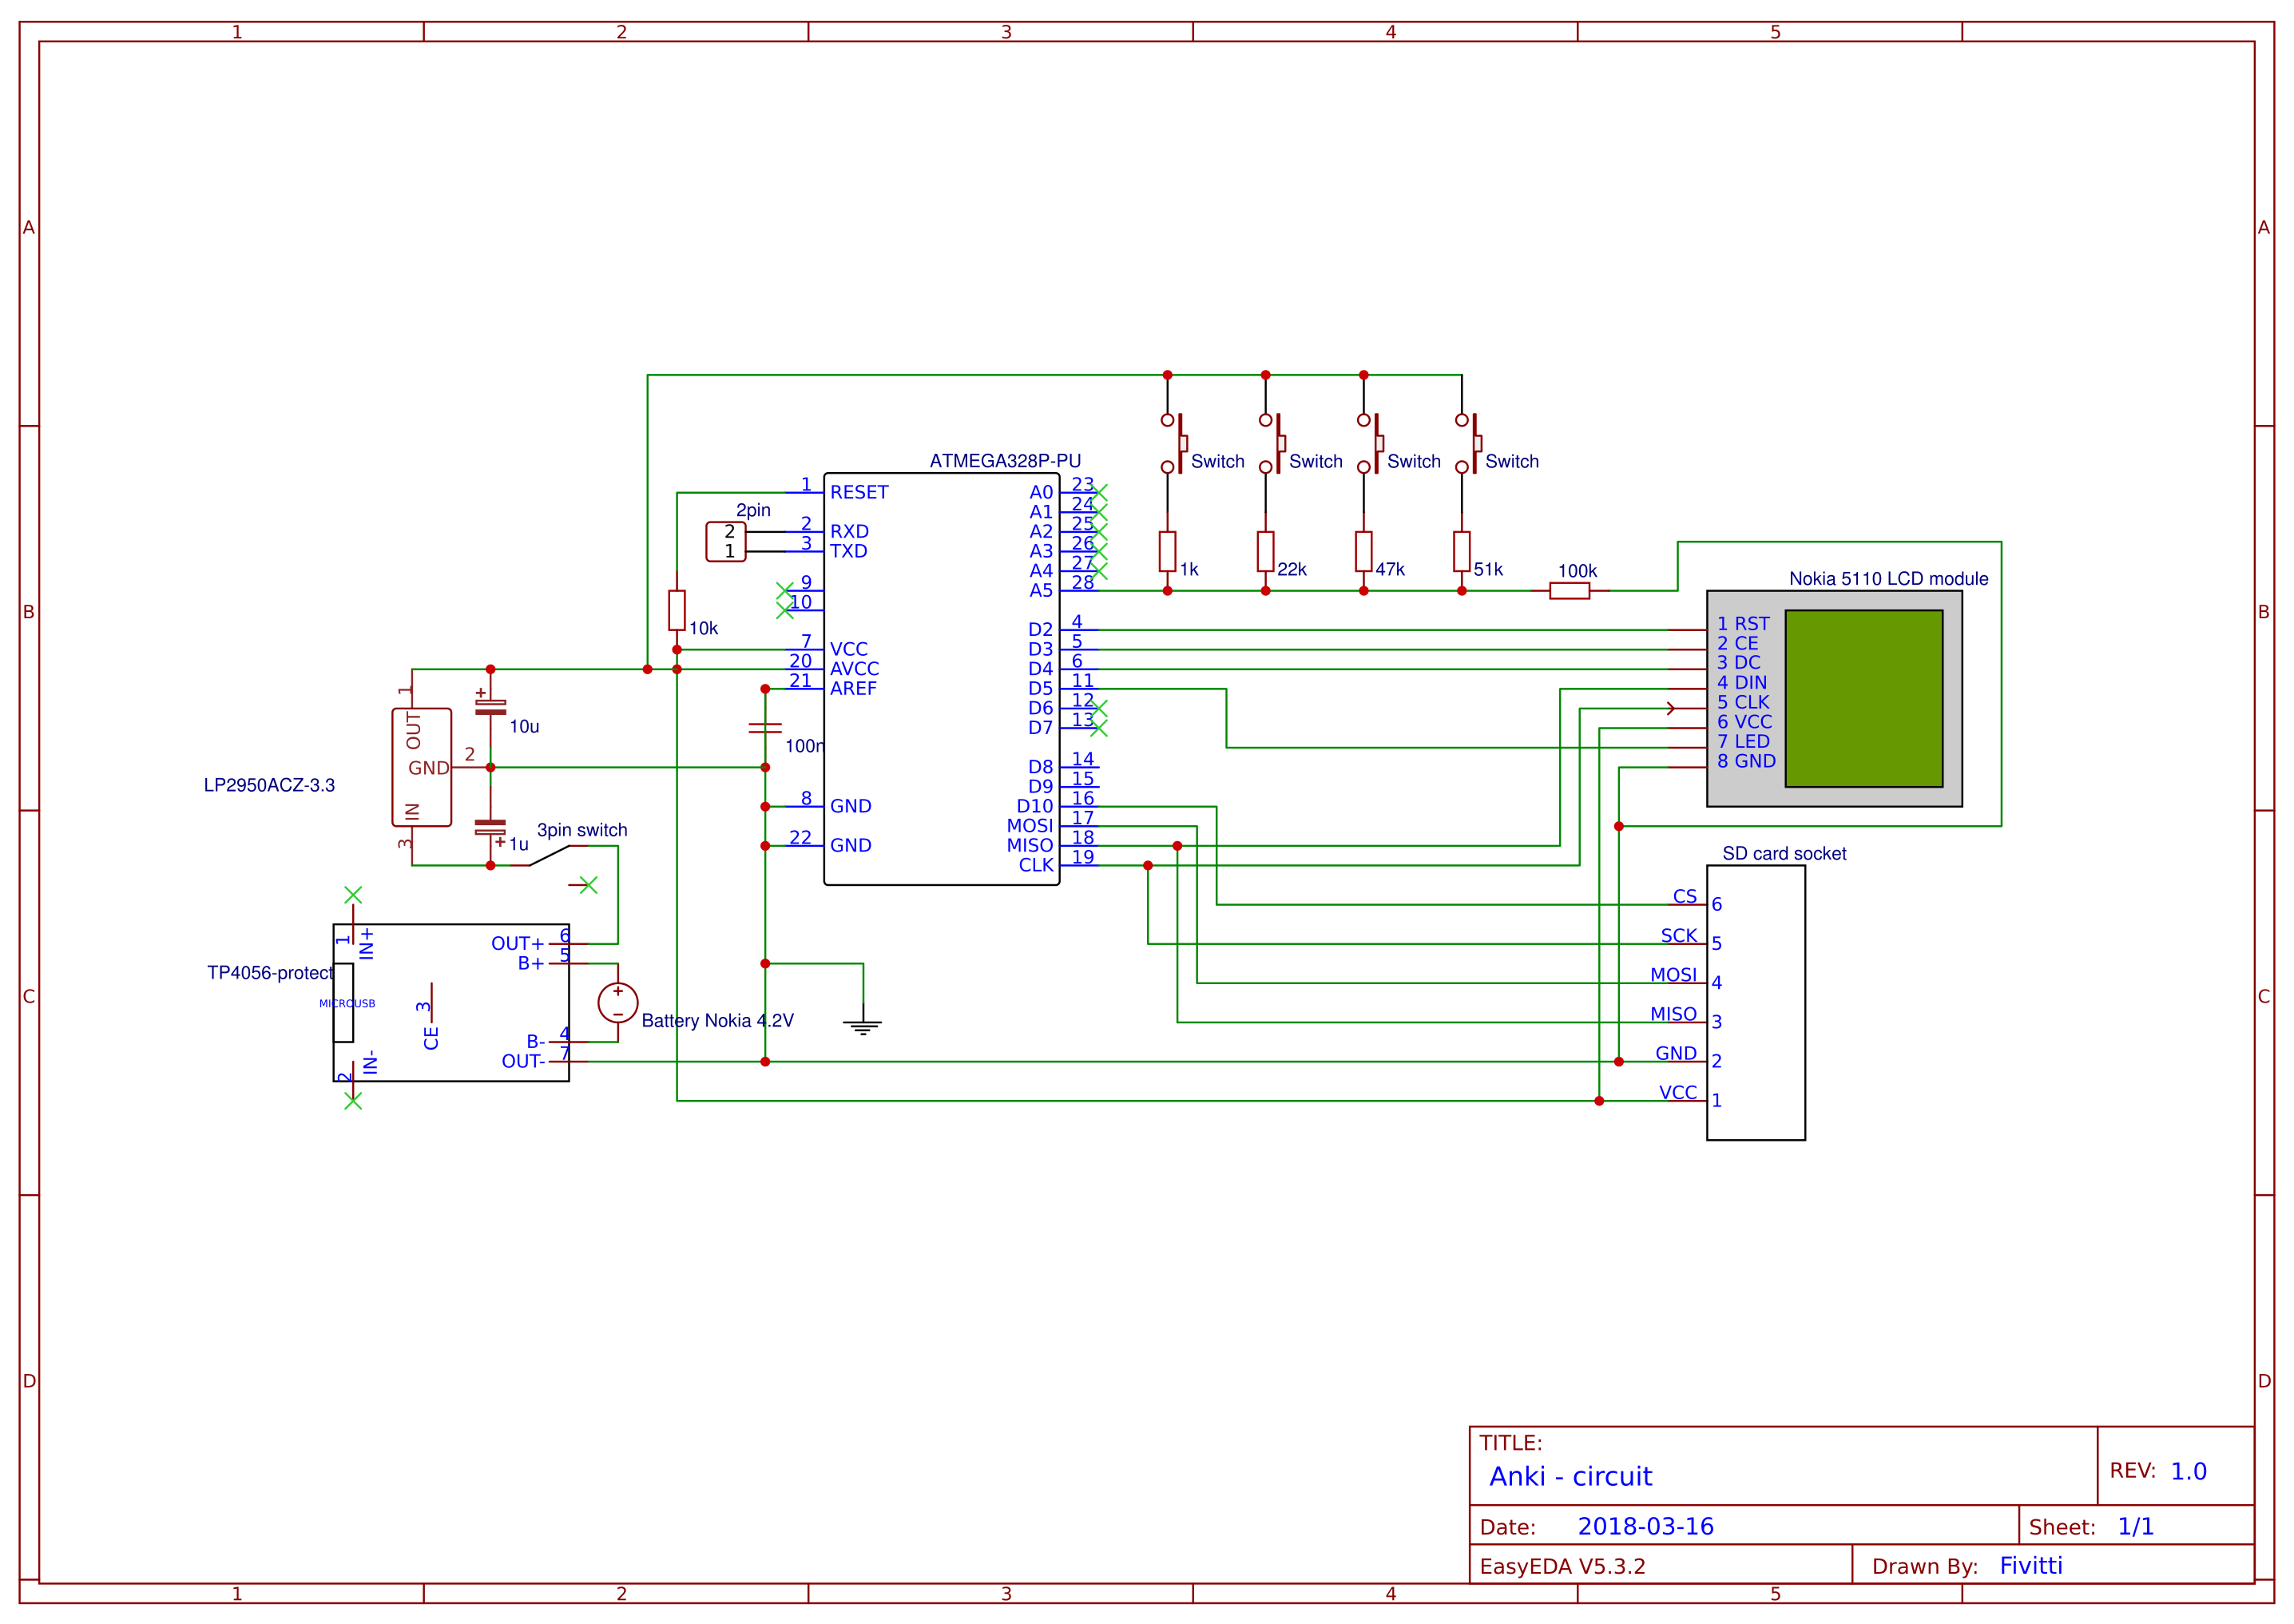 1 2 3 4 5
A A
ATMEGA328P-PU
Switch Switch Switch Switch
1 RESET
2pin
2 2 RXD
1 3 TXD
9
10
10k
7 VCC
20 AVCC
21 AREF
100n
8 GND
22 GND
A0 23
A1 24
A2 25
A3 26
A4 27
A5 28
D2 4
D3 5
D4 6
D5 11
D6 12
D7 13
D8 14
D9 15
D10 16
MOSI 17
MISO 18
CLK 19
1k 22k 47k 51k 100k
Nokia 5110 LCD module
1 RST
2 CE
3 DC
4 DIN
5 CLK
6 VCC
7 LED
8 GND
B B
LP2950ACZ-3.3
1 OUT
GND 2
3 IN
+ 10u
+ 1u
3pin switch
SD card socket
CS 6
SCK 5
MOSI 4
MISO 3
GND 2
VCC 1
TP4056-protect
MICROUSB
1 IN+
2 IN-
CE 3
OUT+ 6
B+ 5
B- 4
OUT- 7
+
−
Battery Nokia 4.2V
C C
D D
TITLE:
Anki - circuit
REV: 1.0
Date: 2018-03-16
Sheet: 1/1
EasyEDA V5.3.2
Drawn By: Fivitti
1 2 3 4 5